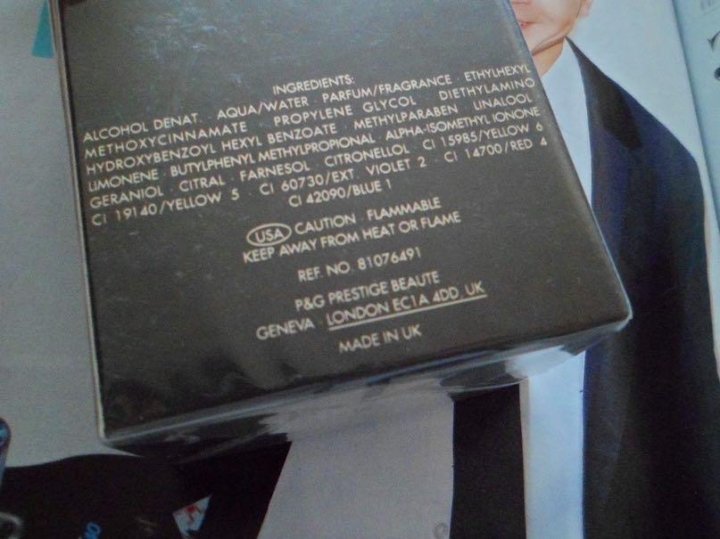 INGREDIENTS:
ALCOHOL DENAT. AQUA/WATER · PARFUM/FRAGRANCE · ETHYLHEXYL
METHOXYCINNAMATE · PROPYLENE GLYCOL · DIETHYLAMINO
HYDROXYBENZOYL HEXYL BENZOATE · METHYLPARABEN · LINALOOL
LIMONENE · BUTYLPHENYL METHYLPROPIONAL · ALPHA-ISOMETHYL IONONE
GERANIOL · CITRAL · FARNESOL · CITRONELLOL · CI 15985/YELLOW 6
CI 19140/YELLOW 5 · CI 60730/EXT. VIOLET 2 · CI 14700/RED 4
CI 42090/BLUE 1
USA CAUTION · FLAMMABLE
KEEP AWAY FROM HEAT OR FLAME
REF. NO. 81076491
P&G PRESTIGE BEAUTE
GENEVA · LONDON EC1A 4DD UK
MADE IN UK